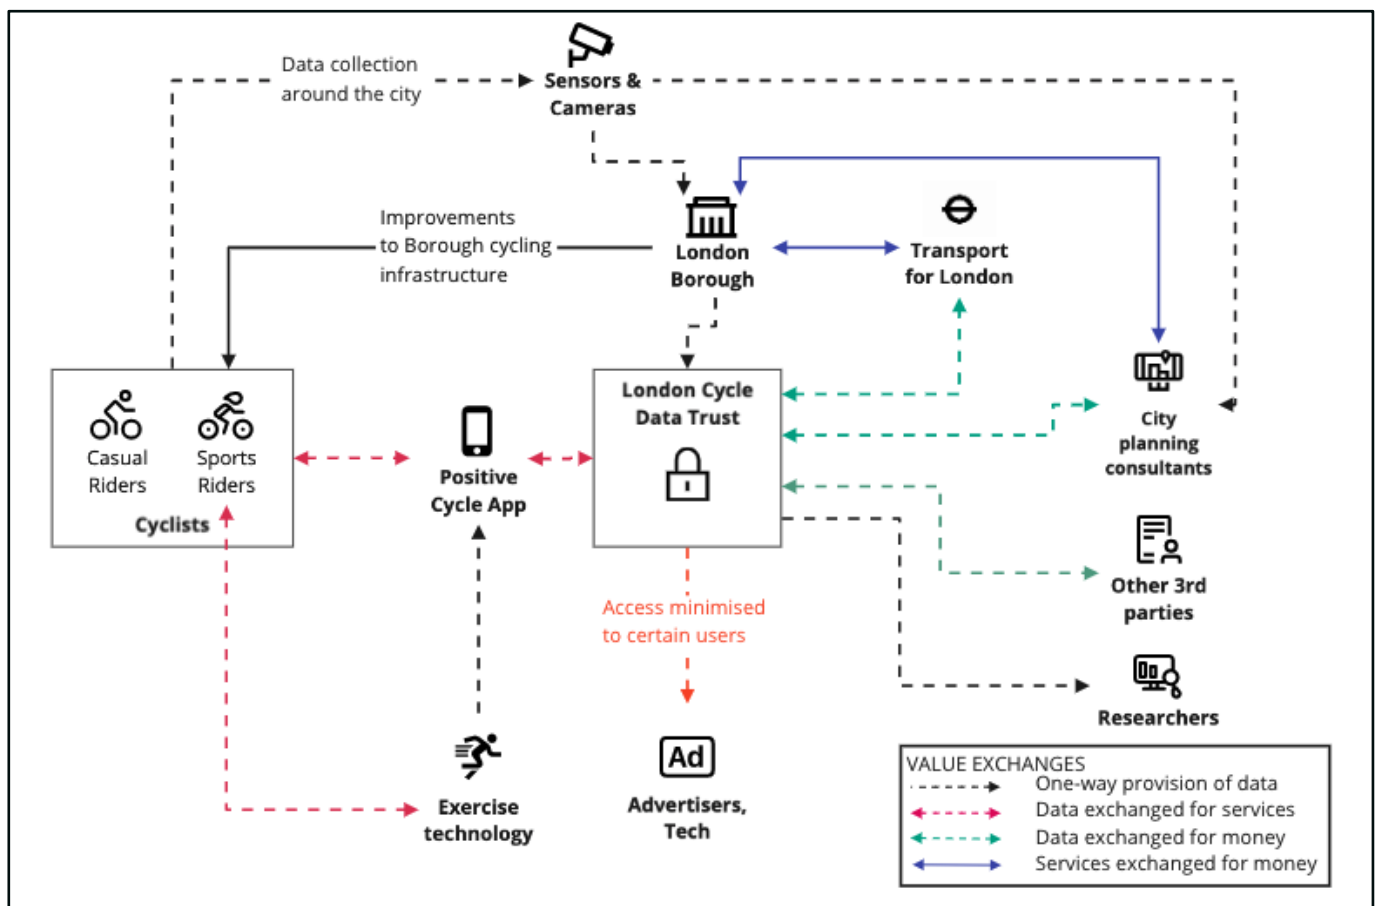 Data collection
around the city
Sensors &
Cameras
Improvements
to Borough cycling
infrastructure
London
Borough
Transport
for London
Casual
Riders
Sports
Riders
Cyclists
Positive
Cycle App
London Cycle
Data Trust
City
planning
consultants
Access minimised
to certain users
Other 3rd
parties
Researchers
Exercise
technology
Ad
Advertisers,
Tech
VALUE EXCHANGES
One-way provision of data
Data exchanged for services
Data exchanged for money
Services exchanged for money